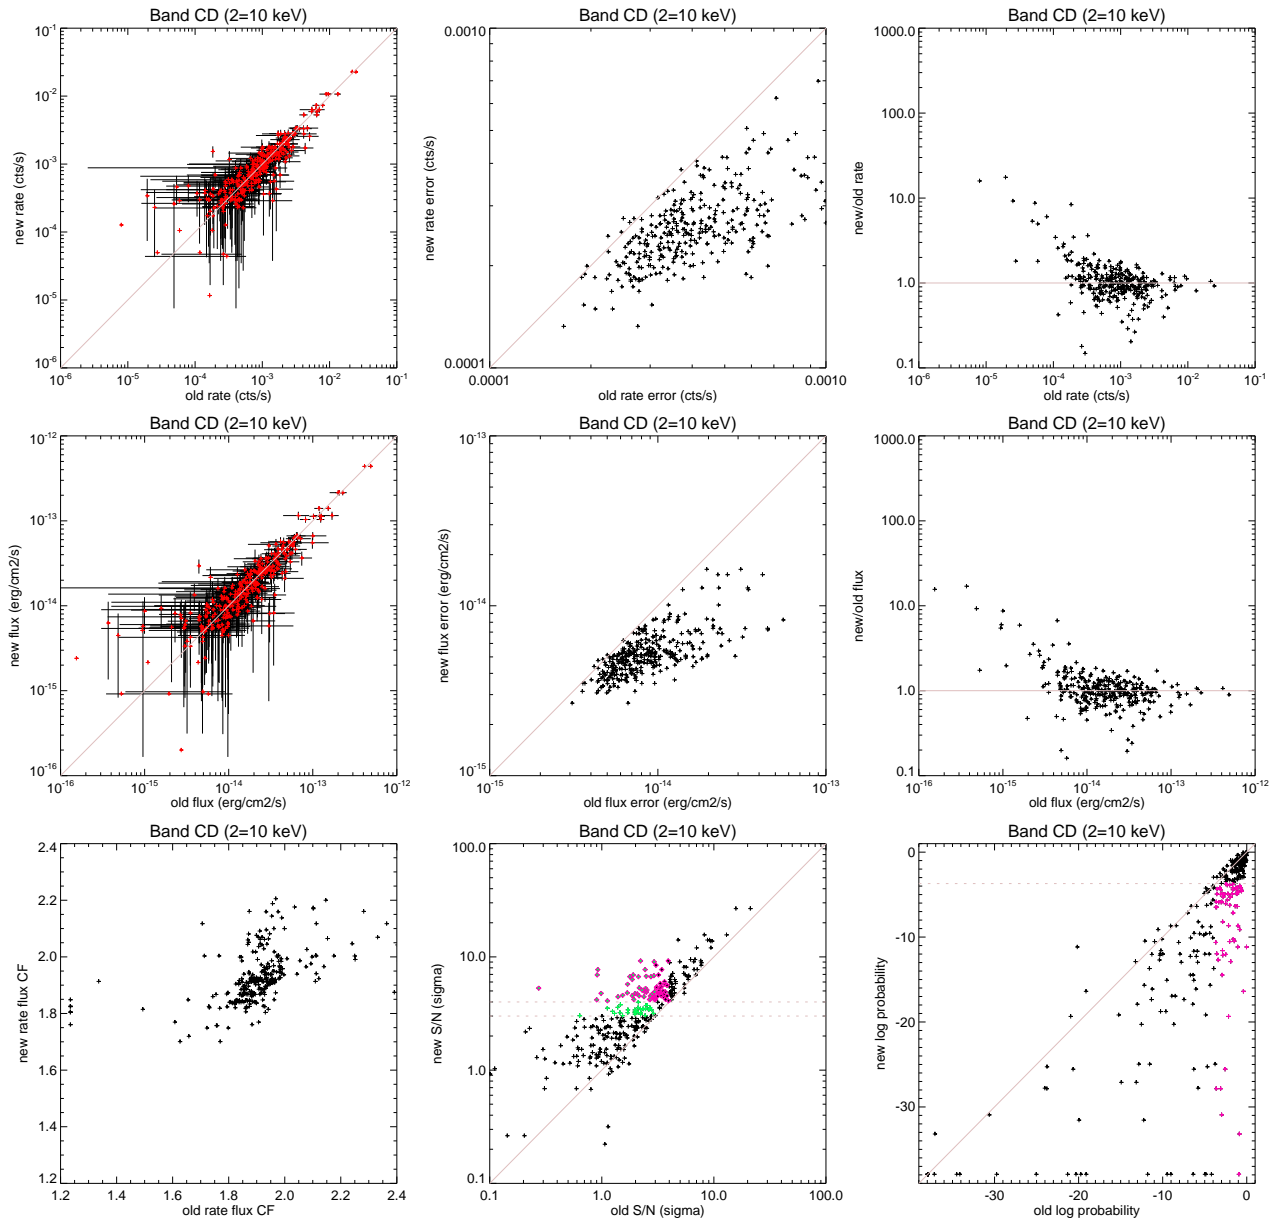 Band CD (2=10 keV)
new rate (cts/s)
10-1
10-2
10-3
10-4
10-5
10-6
10-6 10-5 10-4 10-3 10-2 10-1
old rate (cts/s)
Band CD (2=10 keV)
new rate error (cts/s)
0.0010
0.0001
0.0001 0.0010
old rate error (cts/s)
Band CD (2=10 keV)
new/old rate
1000.0
100.0
10.0
1.0
0.1
10-6 10-5 10-4 10-3 10-2 10-1
old rate (cts/s)
Band CD (2=10 keV)
new flux (erg/cm2/s)
10-12
10-13
10-14
10-15
10-16
10-16 10-15 10-14 10-13 10-12
old flux (erg/cm2/s)
Band CD (2=10 keV)
new flux error (erg/cm2/s)
10-13
10-14
10-15
10-15 10-14 10-13
old flux error (erg/cm2/s)
Band CD (2=10 keV)
new/old flux
1000.0
100.0
10.0
1.0
0.1
10-16 10-15 10-14 10-13 10-12
old flux (erg/cm2/s)
Band CD (2=10 keV)
new rate flux CF
2.4
2.2
2.0
1.8
1.6
1.4
1.2
1.2 1.4 1.6 1.8 2.0 2.2 2.4
old rate flux CF
Band CD (2=10 keV)
new S/N (sigma)
100.0
10.0
1.0
0.1
0.1 1.0 10.0 100.0
old S/N (sigma)
Band CD (2=10 keV)
new log probability
0
-10
-20
-30
-30 -20 -10 0
old log probability